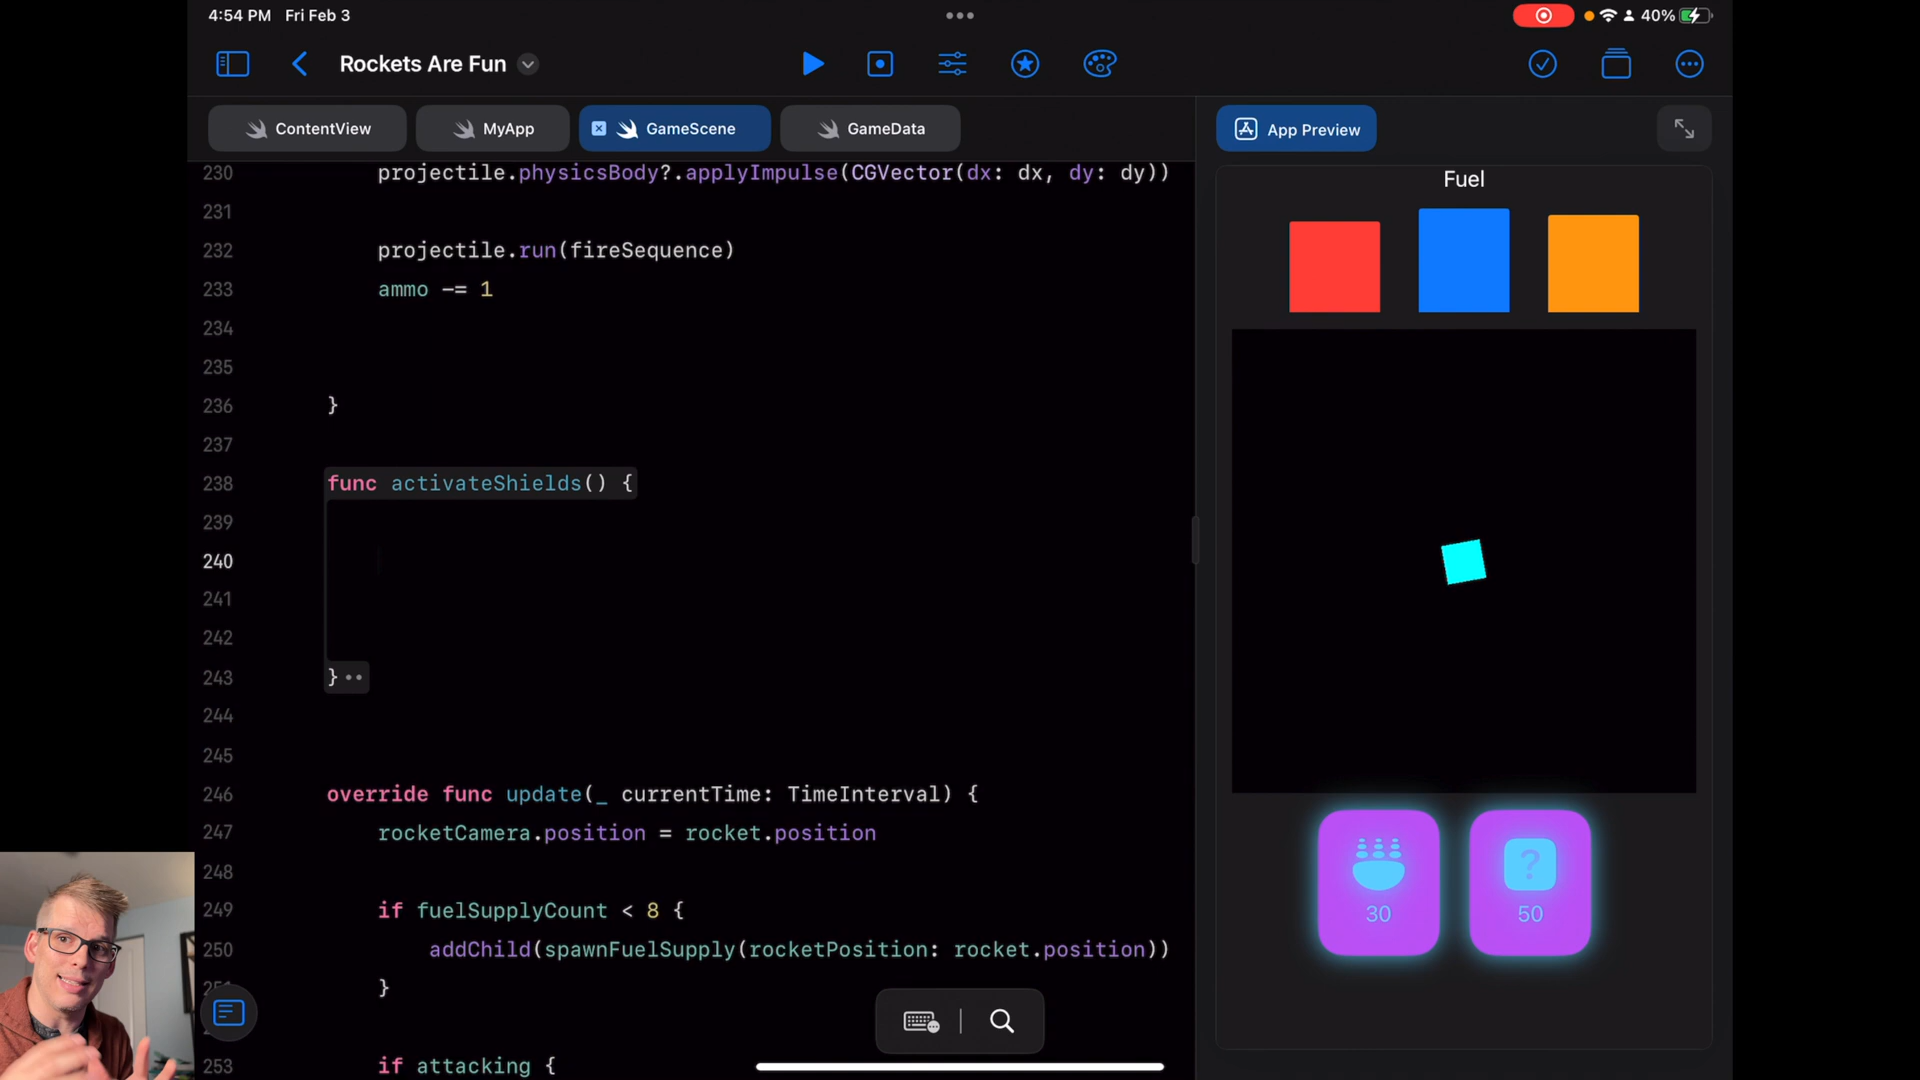 4:54 PM Fri Feb 3
40%
Rockets Are Fun
ContentView
MyApp
GameScene
GameData
App Preview
230 projectile.physicsBody?.applyImpulse(CGVector(dx: dx, dy: dy))
231
232 projectile.run(fireSequence)
233 ammo -= 1
234
235
236 }
237
238 func activateShields() {
239
240
241
242
243 }
244
245
246 override func update(_ currentTime: TimeInterval) {
247 rocketCamera.position = rocket.position
248
249 if fuelSupplyCount < 8 {
250 addChild(spawnFuelSupply(rocketPosition: rocket.position))
}
253 if attacking {
Fuel
?
30
50